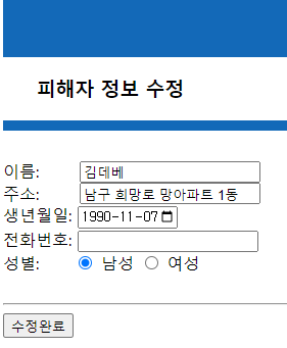 피해자 정보 수정
이름: 김데베
주소: 남구 희망로 망아파트 1동
생년월일: 1990-11-07
전화번호:
성별: 남성 여성
수정완료